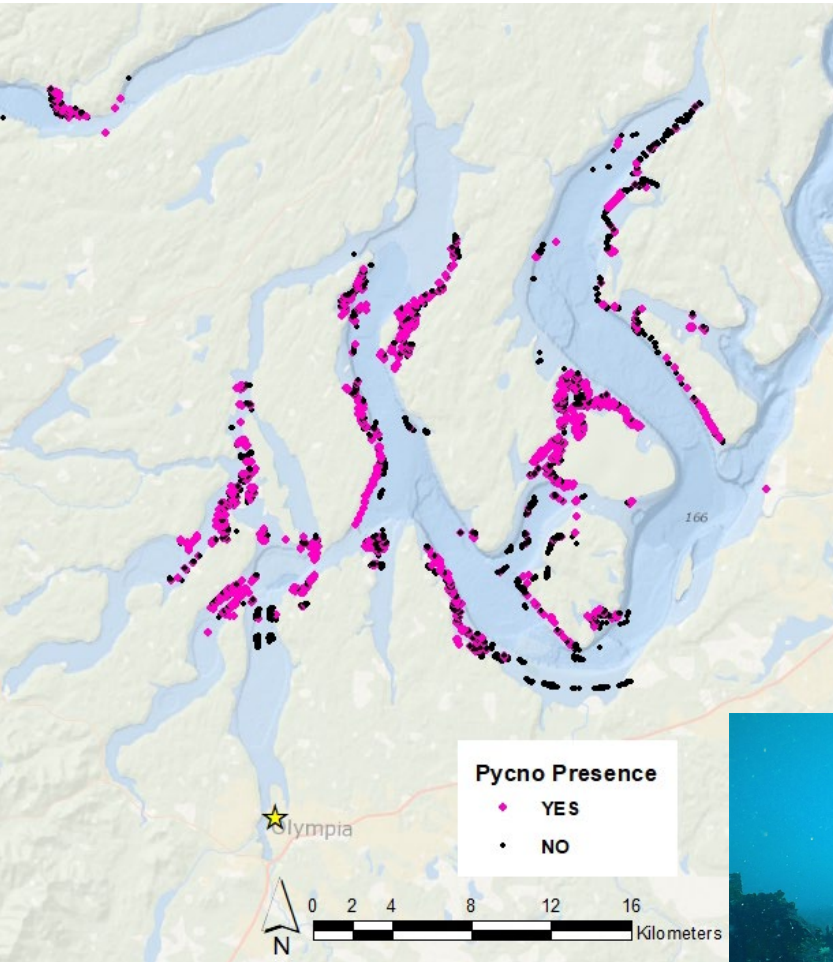 166
Pycno Presence
YES
NO
Olympia
0 2 4 8 12 16
Kilometers
N